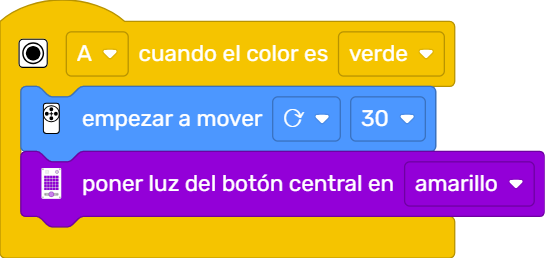 A cuando el color es verde
empezar a mover 30
poner luz del botón central en amarillo